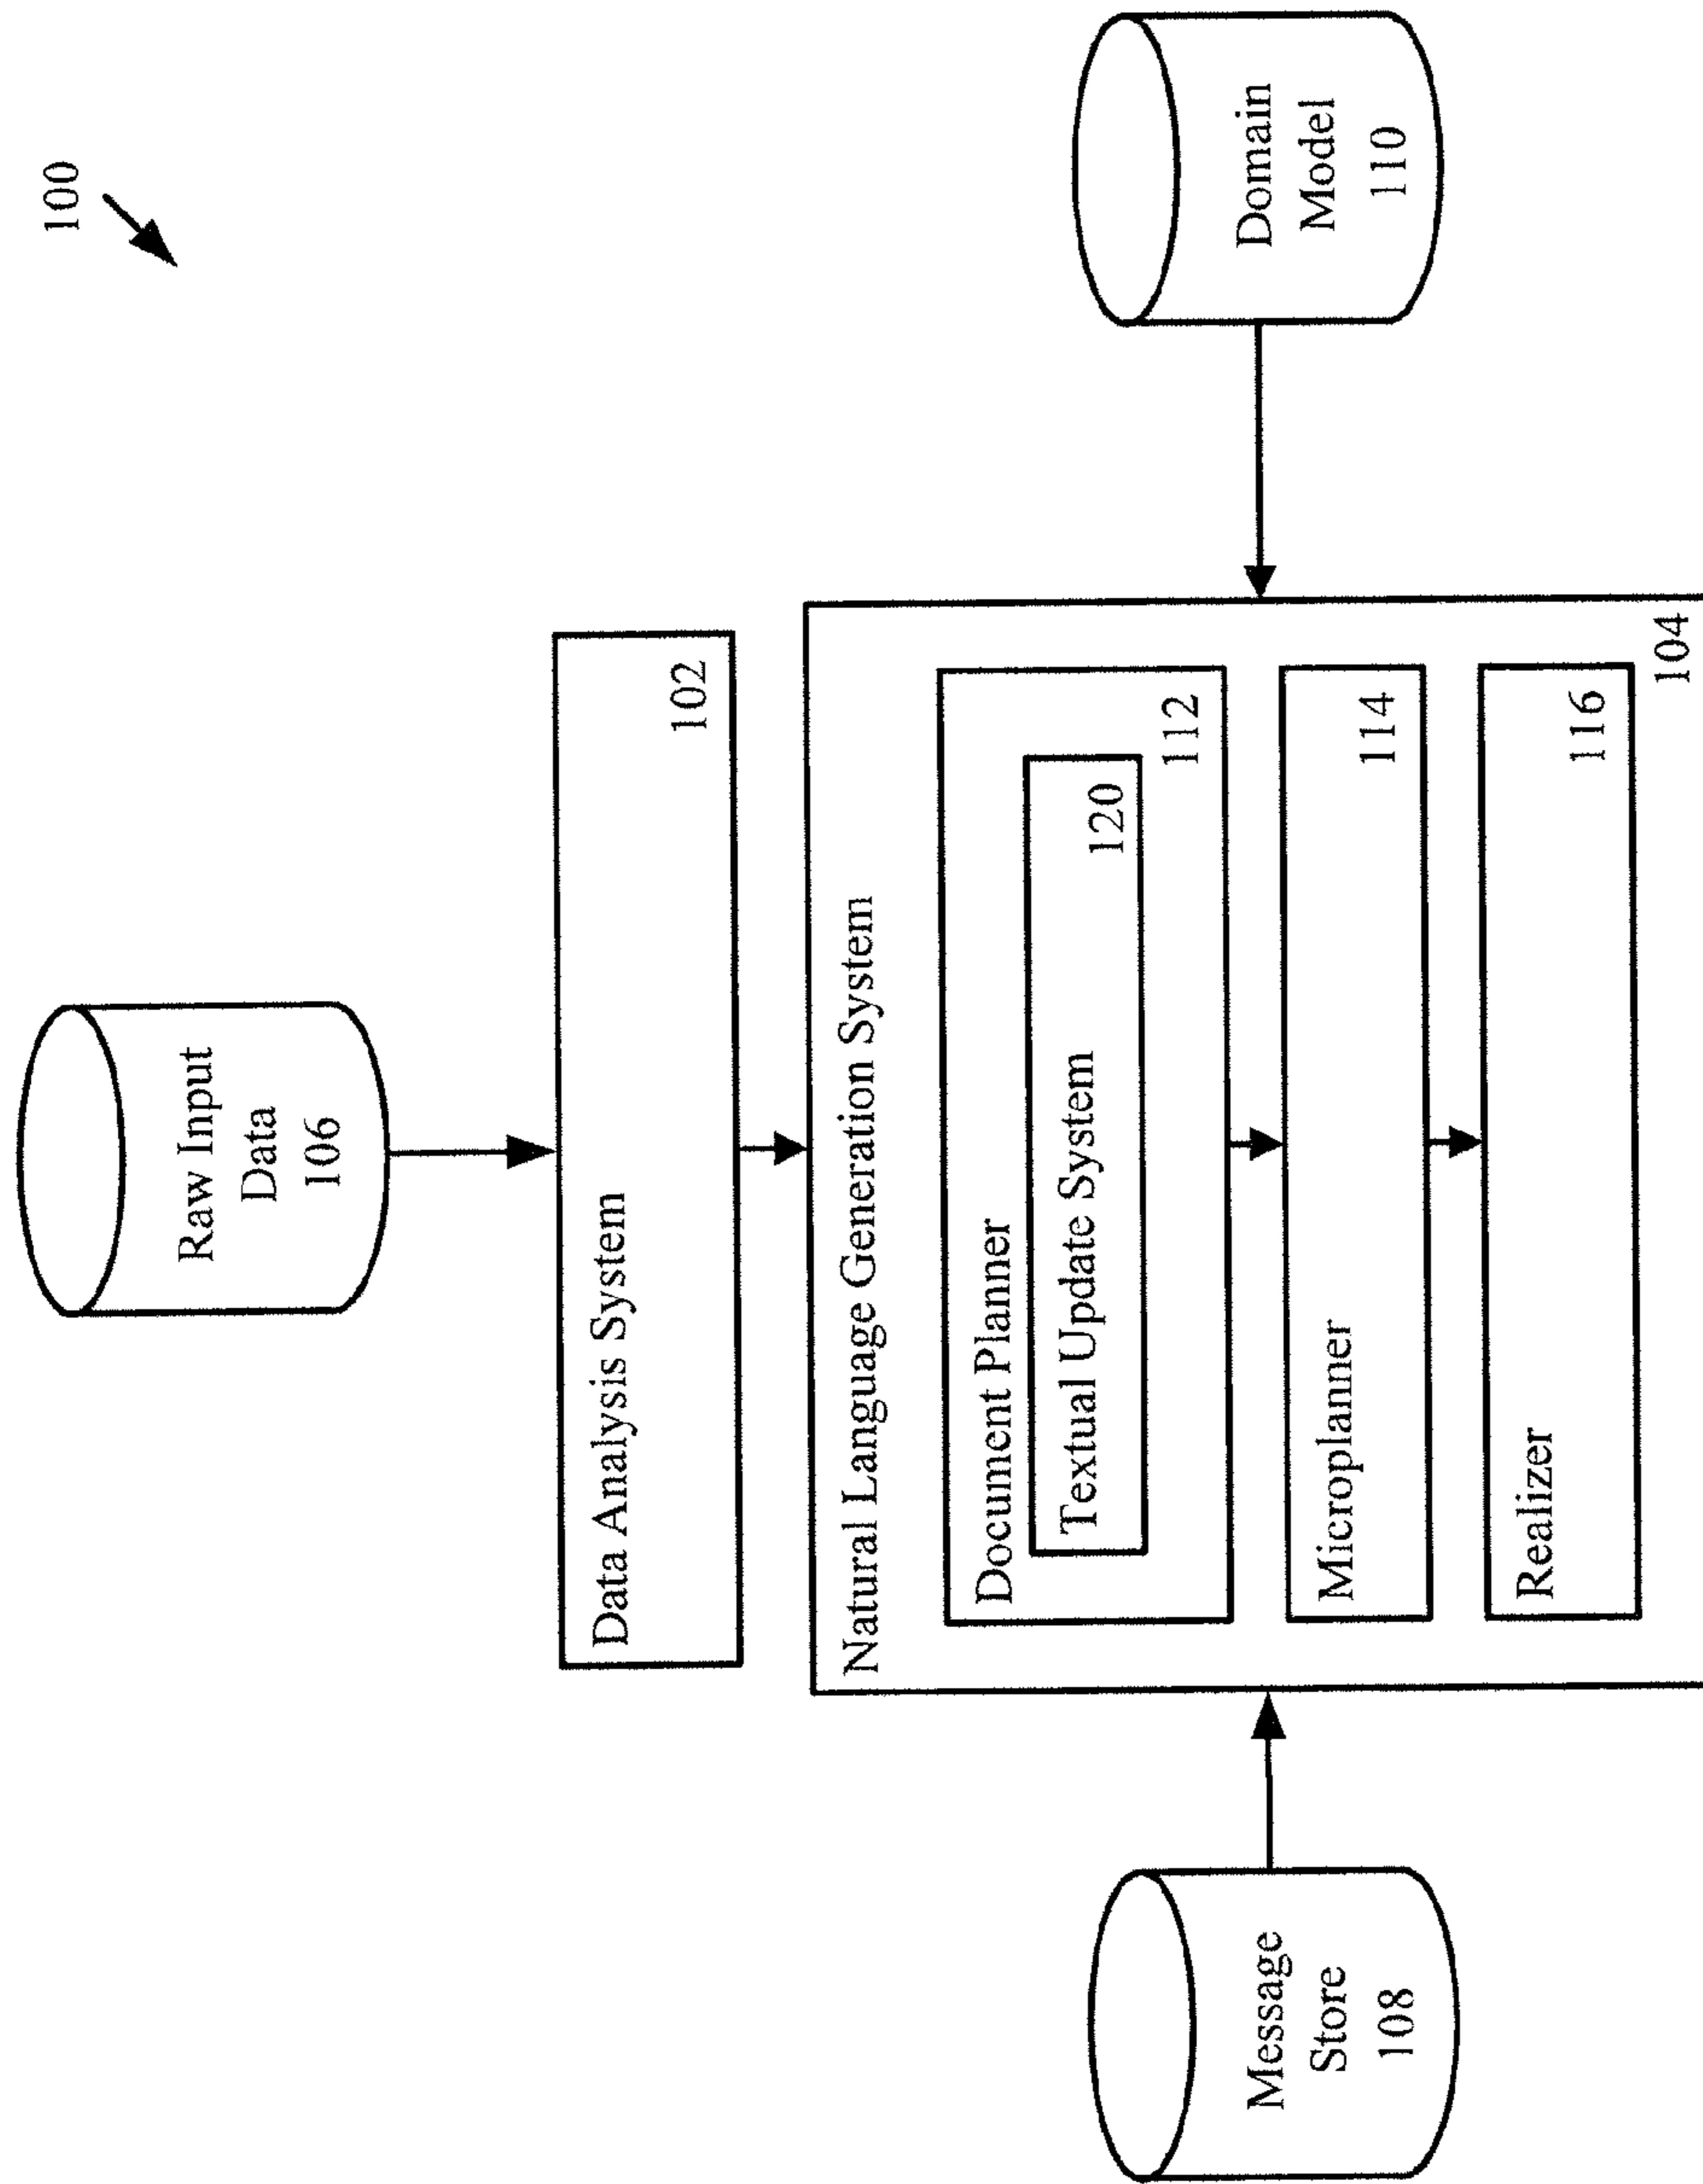 100
Raw Input
Data
106
Data Analysis System
102
Natural Language Generation System
Document Planner
Textual Update System
120
112
Microplanner
114
Realizer
116
104
Message
Store
108
Domain
Model
110